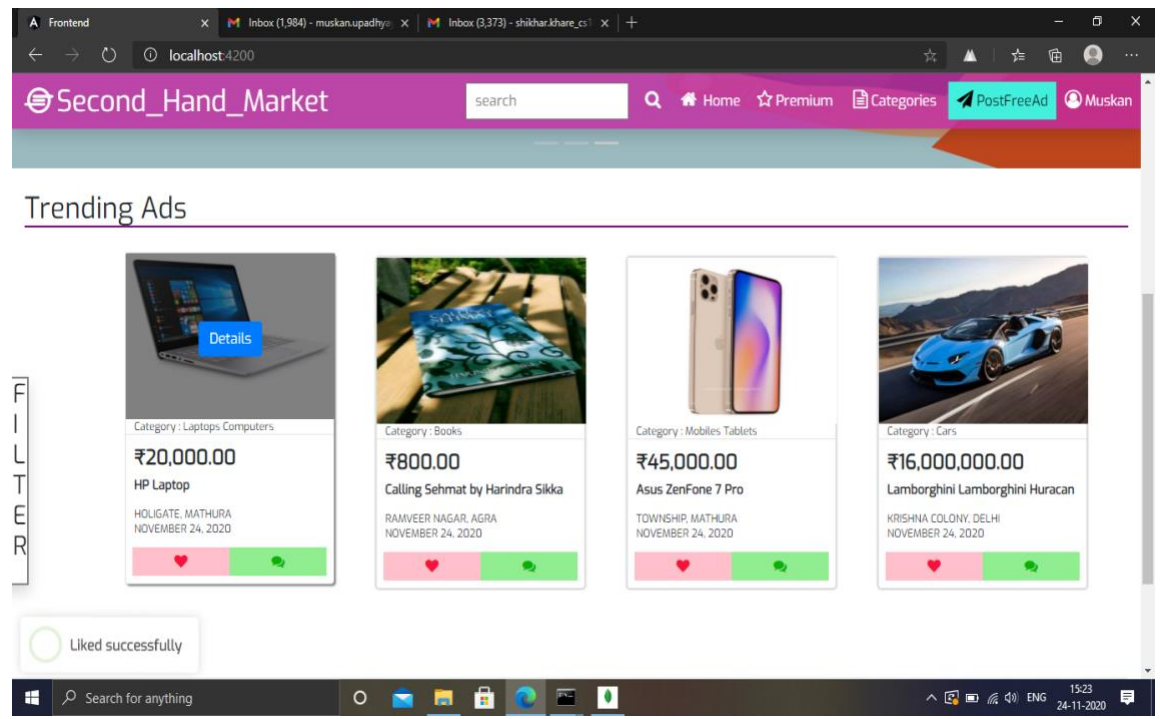 Frontend
Inbox (1,984) - muskan.upadhya
Inbox (3,373) - shikhar.khare_cs1
localhost:4200
Second_Hand_Market
search
Home
Premium
Categories
PostFreeAd
Muskan
Trending Ads
FILTER
Details
Category : Laptops Computers
₹20,000.00
HP Laptop
HOLIGATE, MATHURA
NOVEMBER 24, 2020
Category : Books
₹800.00
Calling Sehmat by Harindra Sikka
RAMVEER NAGAR, AGRA
NOVEMBER 24, 2020
Category : Mobiles Tablets
₹45,000.00
Asus ZenFone 7 Pro
TOWNSHIP, MATHURA
NOVEMBER 24, 2020
Category : Cars
₹16,000,000.00
Lamborghini Lamborghini Huracan
KRISHNA COLONY, DELHI
NOVEMBER 24, 2020
Liked successfully
Search for anything
ENG
15:23
24-11-2020